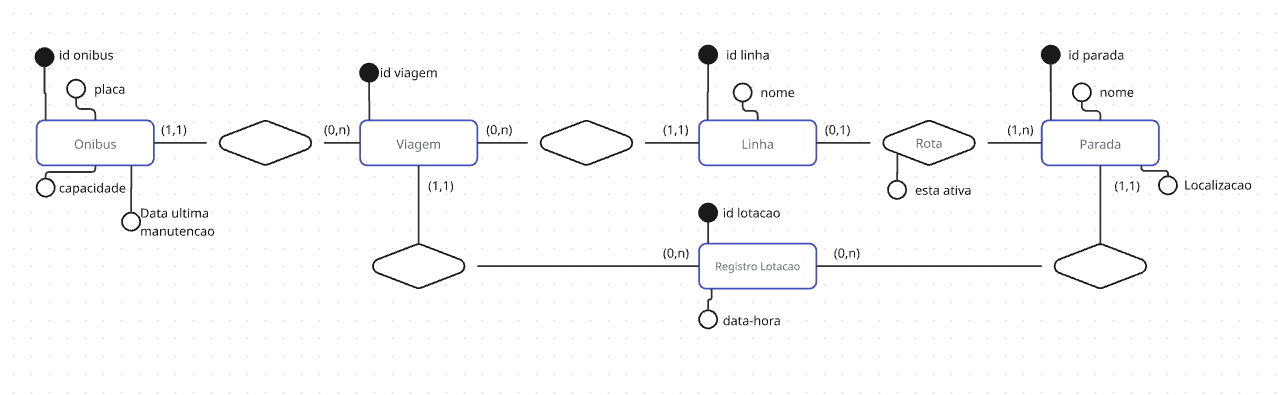 id onibus
placa
(1,1)
Onibus
capacidade
Data ultima
manutencao
id viagem
(0,n)
Viagem
(0,n)
(1,1)
id linha
nome
(1,1)
Linha
(0,1)
Rota
esta ativa
id parada
nome
(1,n)
Parada
(1,1)
Localizacao
id lotacao
(0,n)
Registro Lotacao
(0,n)
data-hora